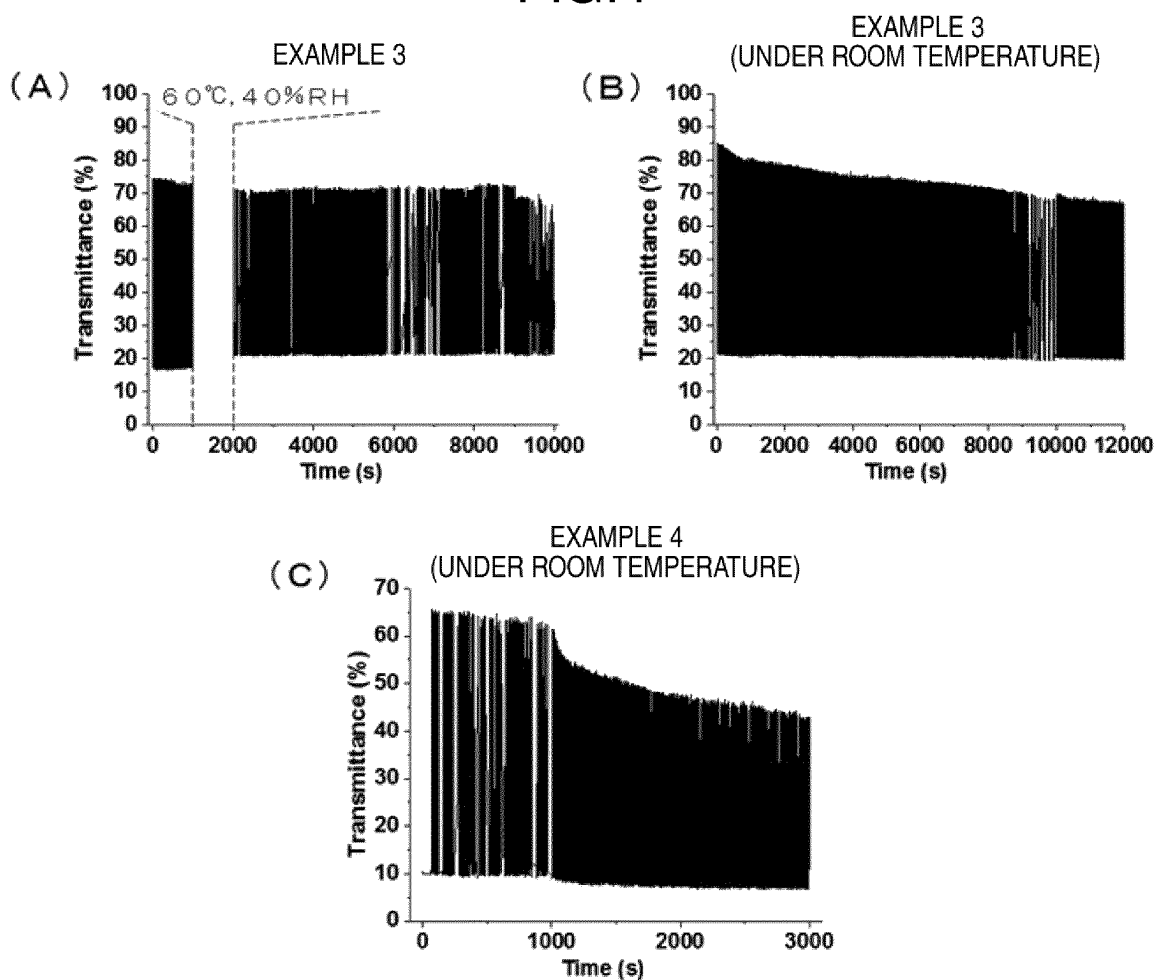 EXAMPLE 3
(A)
60℃, 40%RH
Transmittance (%)
100
90
80
70
60
50
40
30
20
10
0
0 2000 4000 6000 8000 10000
Time (s)
EXAMPLE 3
(UNDER ROOM TEMPERATURE)
(B)
Transmittance (%)
100
90
80
70
60
50
40
30
20
10
0
0 2000 4000 6000 8000 10000 12000
Time (s)
EXAMPLE 4
(UNDER ROOM TEMPERATURE)
(C)
Transmittance (%)
70
60
50
40
30
20
10
0
0 1000 2000 3000
Time (s)